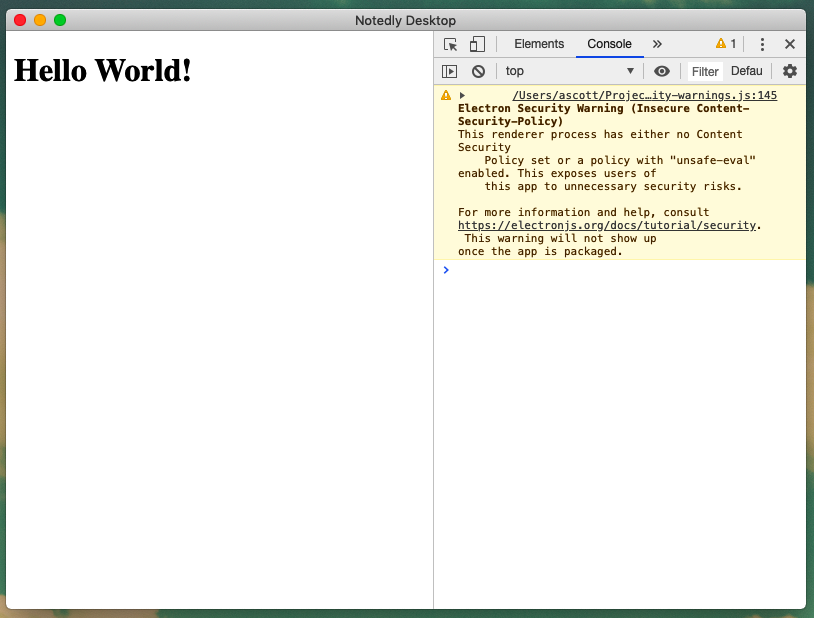 Notedly Desktop
Hello World!
Elements Console » 1
top ▼ Filter Defau
/Users/ascott/Projec…ity-warnings.js:145
Electron Security Warning (Insecure Content-
Security-Policy)
This renderer process has either no Content
Security
Policy set or a policy with "unsafe-eval"
enabled. This exposes users of
this app to unnecessary security risks.
For more information and help, consult
https://electronjs.org/docs/tutorial/security.
This warning will not show up
once the app is packaged.